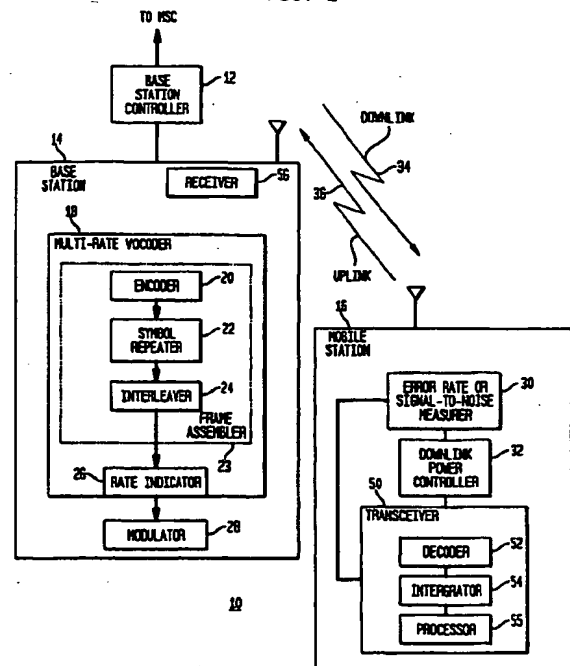 TO MSC
BASE
STATION
CONTROLLER
12
14
BASE
STATION
RECEIVER
56
DOWNLINK
34
36
UPLINK
18
MULTI-RATE VOCODER
ENCODER
20
SYMBOL
REPEATER
22
INTERLEAVER
24
FRAME
ASSEMBLER
23
26
RATE INDICATOR
MODULATOR
28
10
16
MOBILE
STATION
ERROR RATE OR
SIGNAL-TO-NOISE
MEASURER
30
DOWNLINK
POWER
CONTROLLER
32
50
TRANSCEIVER
DECODER
52
INTERGRATOR
54
PROCESSOR
55